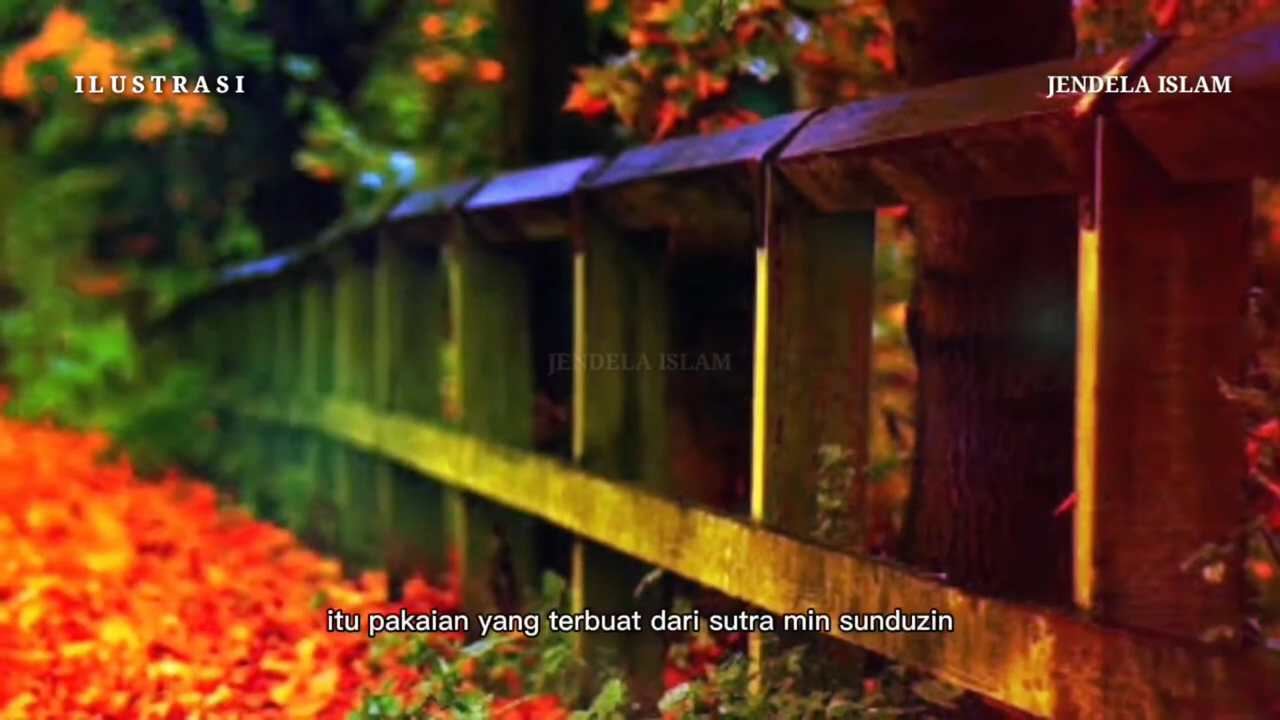 ILUSTRASI
JENDELA ISLAM
JENDELA ISLAM
itu pakaian yang terbuat dari sutra min sunduzin